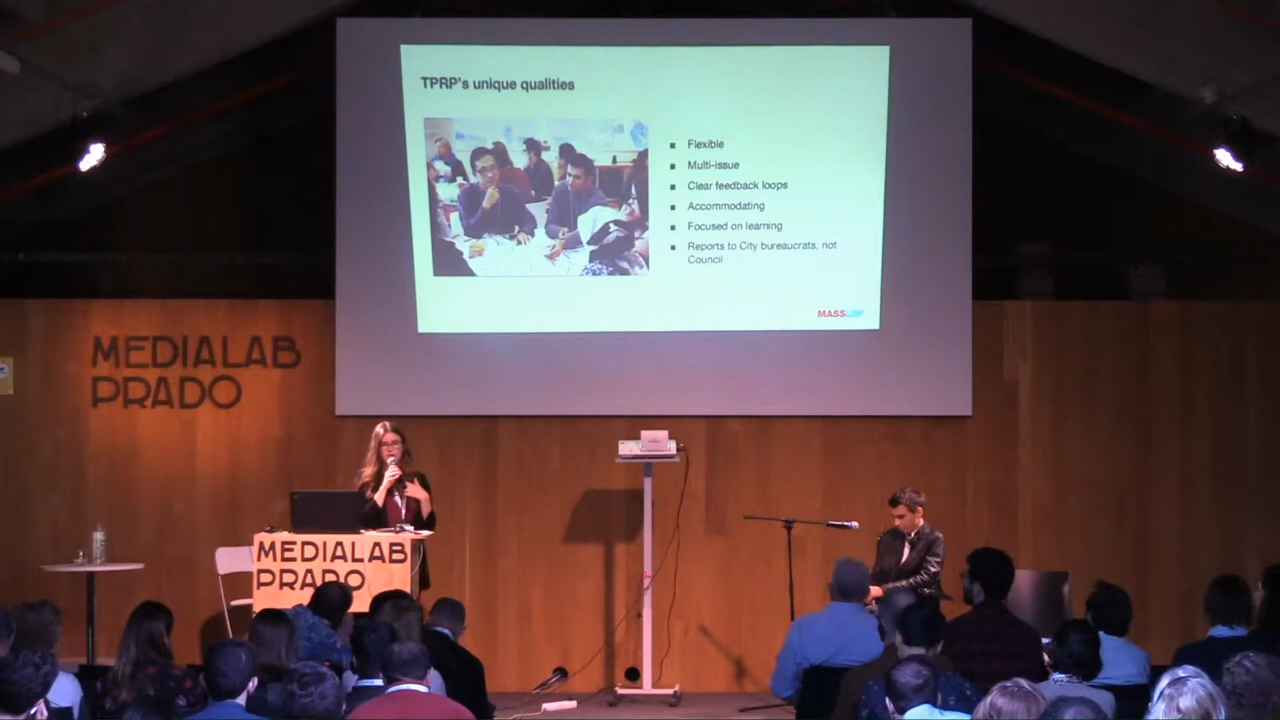 TPRP's unique qualities
Flexible
Multi-issue
Clear feedback loops
Accommodating
Focused on learning
Reports to City bureaucrats, not
Council
MASSLBP
MEDIALAB
PRADO
MEDIALAB
PRADO